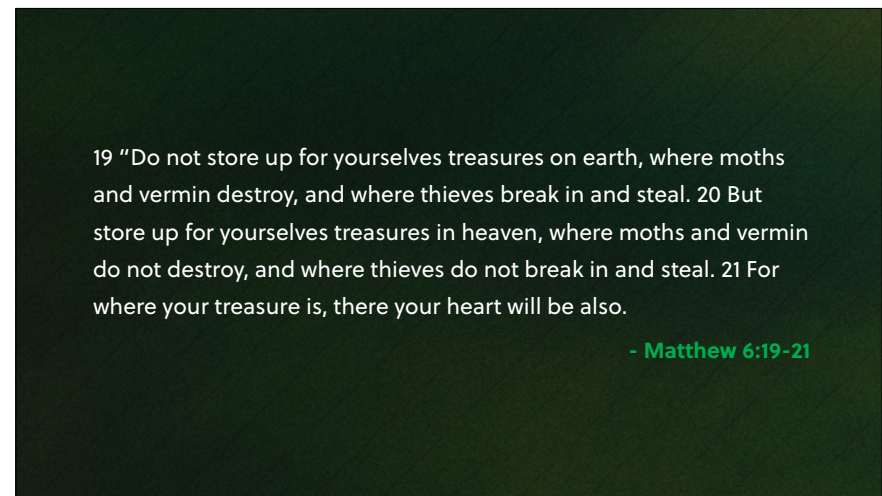 19 “Do not store up for yourselves treasures on earth, where moths
and vermin destroy, and where thieves break in and steal. 20 But
store up for yourselves treasures in heaven, where moths and vermin
do not destroy, and where thieves do not break in and steal. 21 For
where your treasure is, there your heart will be also.
- Matthew 6:19-21